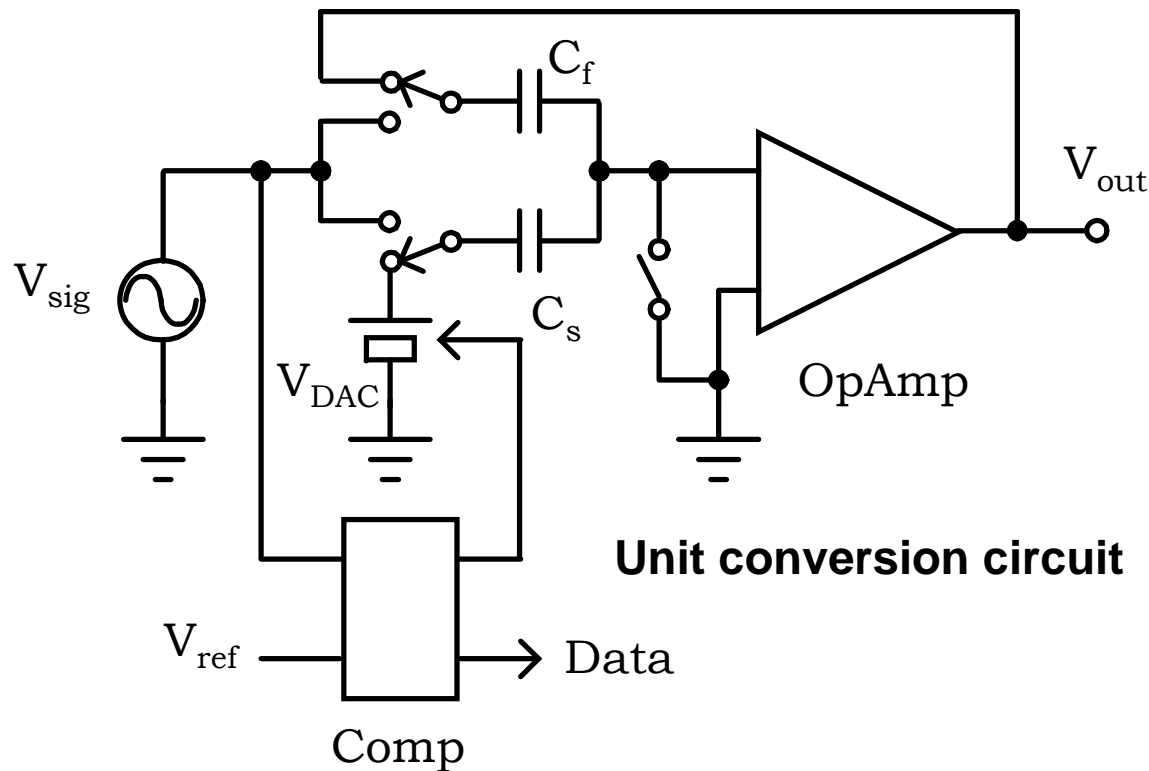 C_f
V_out
V_sig
C_s
V_DAC
OpAmp
Unit conversion circuit
V_ref
Data
Comp